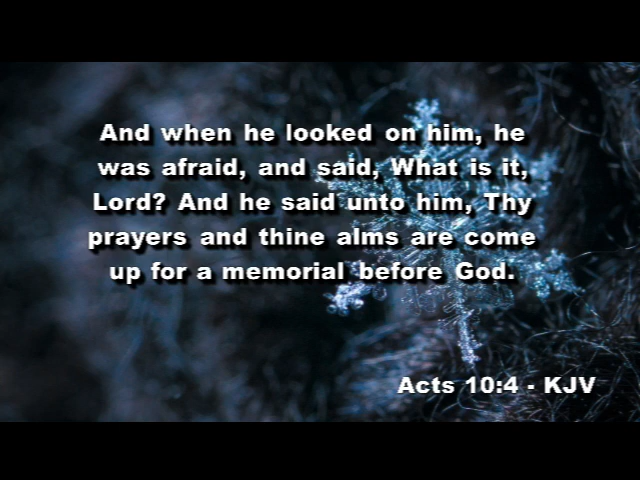 And when he looked on him, he
was afraid, and said, What is it,
Lord? And he said unto him, Thy
prayers and thine alms are come
up for a memorial before God.
Acts 10:4 - KJV